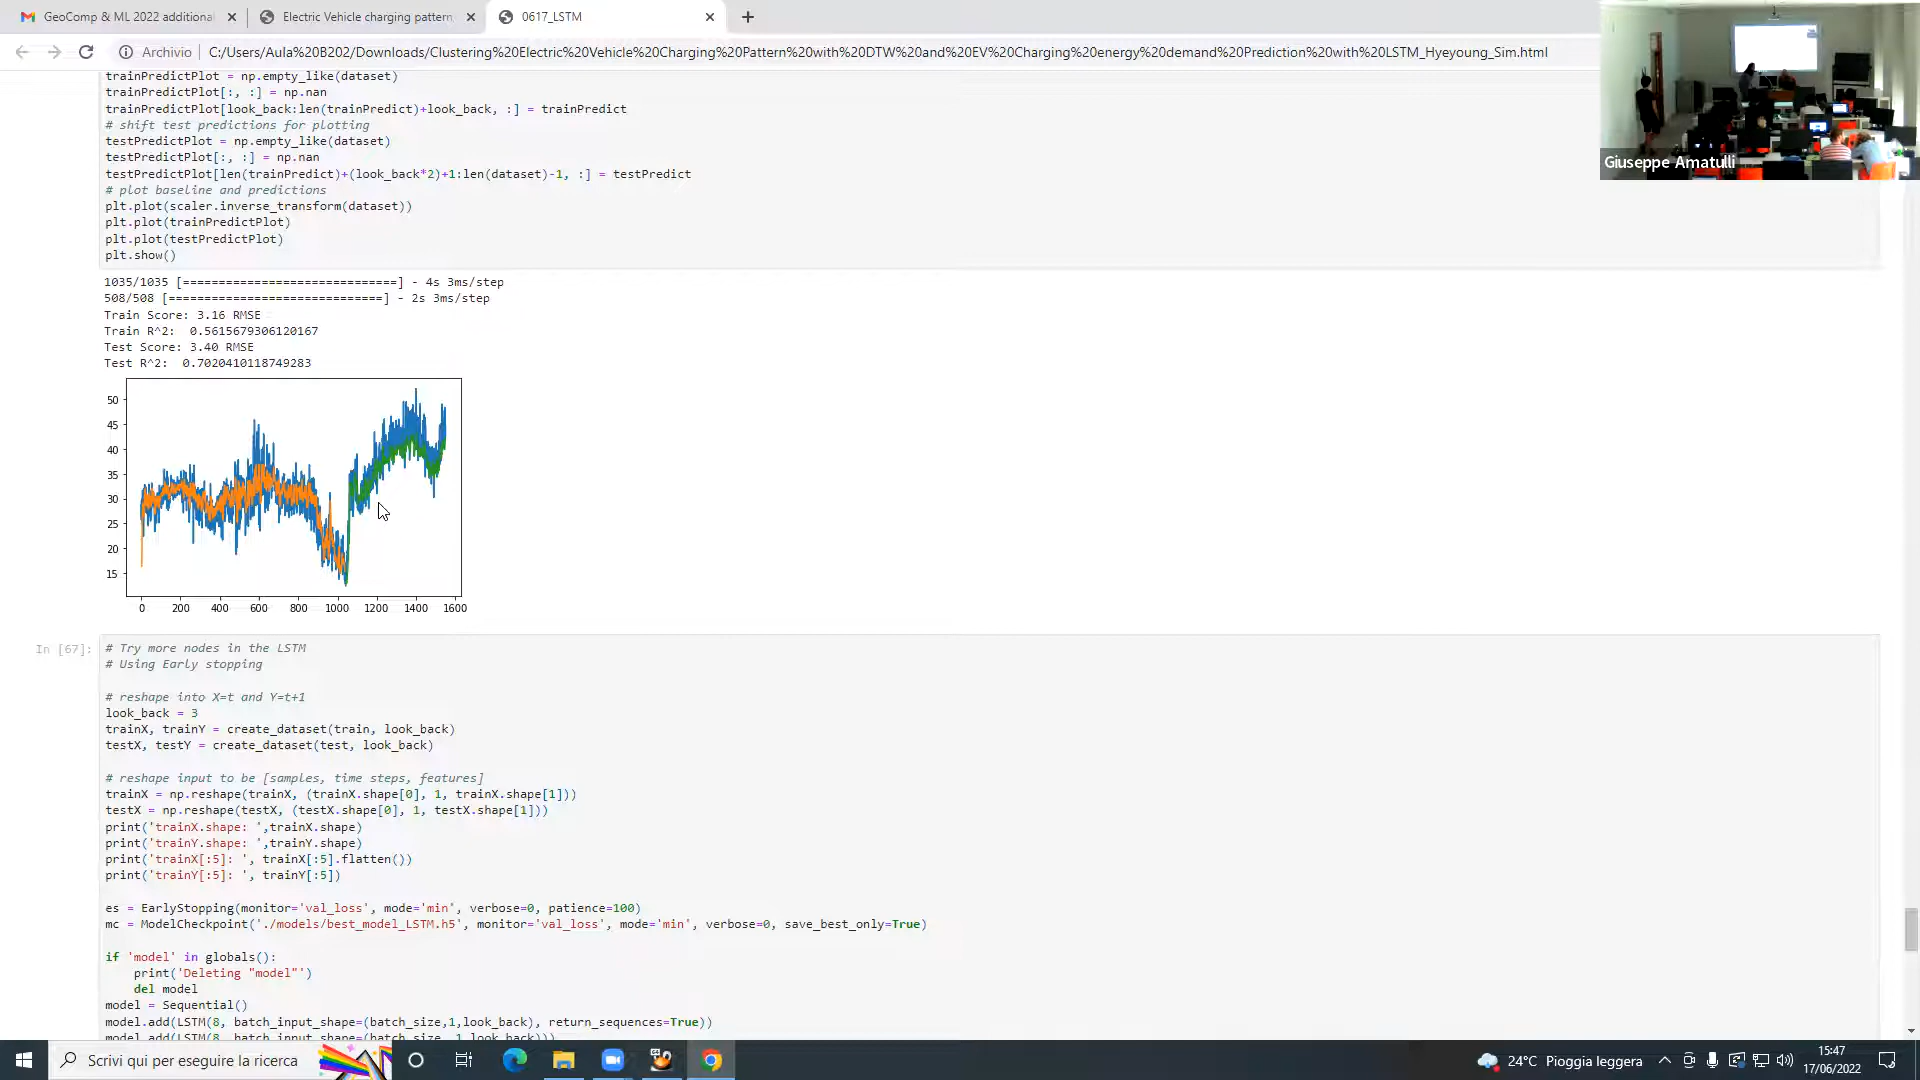 GeoComp & ML 2022 additional
Electric Vehicle charging pattern
0617_LSTM
Archivio
C:/Users/Aula%20B202/Downloads/Clustering%20Electric%20Vehicle%20Charging%20Pattern%20with%20DTW%20and%20EV%20Charging%20energy%20demand%20Prediction%20with%20LSTM_Hyeyoung_Sim.html
Giuseppe Amatulli
trainPredictPlot = np.empty_like(dataset)
trainPredictPlot[:, :] = np.nan
trainPredictPlot[look_back:len(trainPredict)+look_back, :] = trainPredict
# shift test predictions for plotting
testPredictPlot = np.empty_like(dataset)
testPredictPlot[:, :] = np.nan
testPredictPlot[len(trainPredict)+(look_back*2)+1:len(dataset)-1, :] = testPredict
# plot baseline and predictions
plt.plot(scaler.inverse_transform(dataset))
plt.plot(trainPredictPlot)
plt.plot(testPredictPlot)
plt.show()
1035/1035 [==============================] - 4s 3ms/step
508/508 [==============================] - 2s 3ms/step
Train Score: 3.16 RMSE
Train R^2:  0.5615679306120167
Test Score: 3.40 RMSE
Test R^2:  0.7020410118749283
50
45
40
35
30
25
20
15
0 200 400 600 800 1000 1200 1400 1600
In [67]:
# Try more nodes in the LSTM
# Using Early stopping
# reshape into X=t and Y=t+1
look_back = 3
trainX, trainY = create_dataset(train, look_back)
testX, testY = create_dataset(test, look_back)
# reshape input to be [samples, time steps, features]
trainX = np.reshape(trainX, (trainX.shape[0], 1, trainX.shape[1]))
testX = np.reshape(testX, (testX.shape[0], 1, testX.shape[1]))
print('trainX.shape: ',trainX.shape)
print('trainY.shape: ',trainY.shape)
print('trainX[:5]: ', trainX[:5].flatten())
print('trainY[:5]: ', trainY[:5])
es = EarlyStopping(monitor='val_loss', mode='min', verbose=0, patience=100)
mc = ModelCheckpoint('./models/best_model_LSTM.h5', monitor='val_loss', mode='min', verbose=0, save_best_only=True)
if 'model' in globals():
    print('Deleting "model"')
    del model
model = Sequential()
model.add(LSTM(8, batch_input_shape=(batch_size,1,look_back), return_sequences=True))
model.add(LSTM(8, batch_input_shape=(batch_size, 1,look_back)))
Scrivi qui per eseguire la ricerca
24°C Pioggia leggera
15:47
17/06/2022